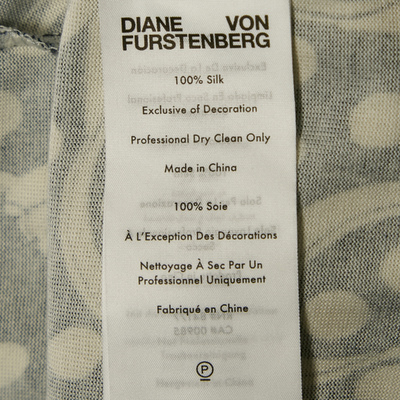 DIANE VON
FURSTENBERG
100% Silk
Exclusive of Decoration
Professional Dry Clean Only
Made in China
100% Soie
À L'Exception Des Décorations
Nettoyage À Sec Par Un
Professionnel Uniquement
Fabriqué en Chine
P